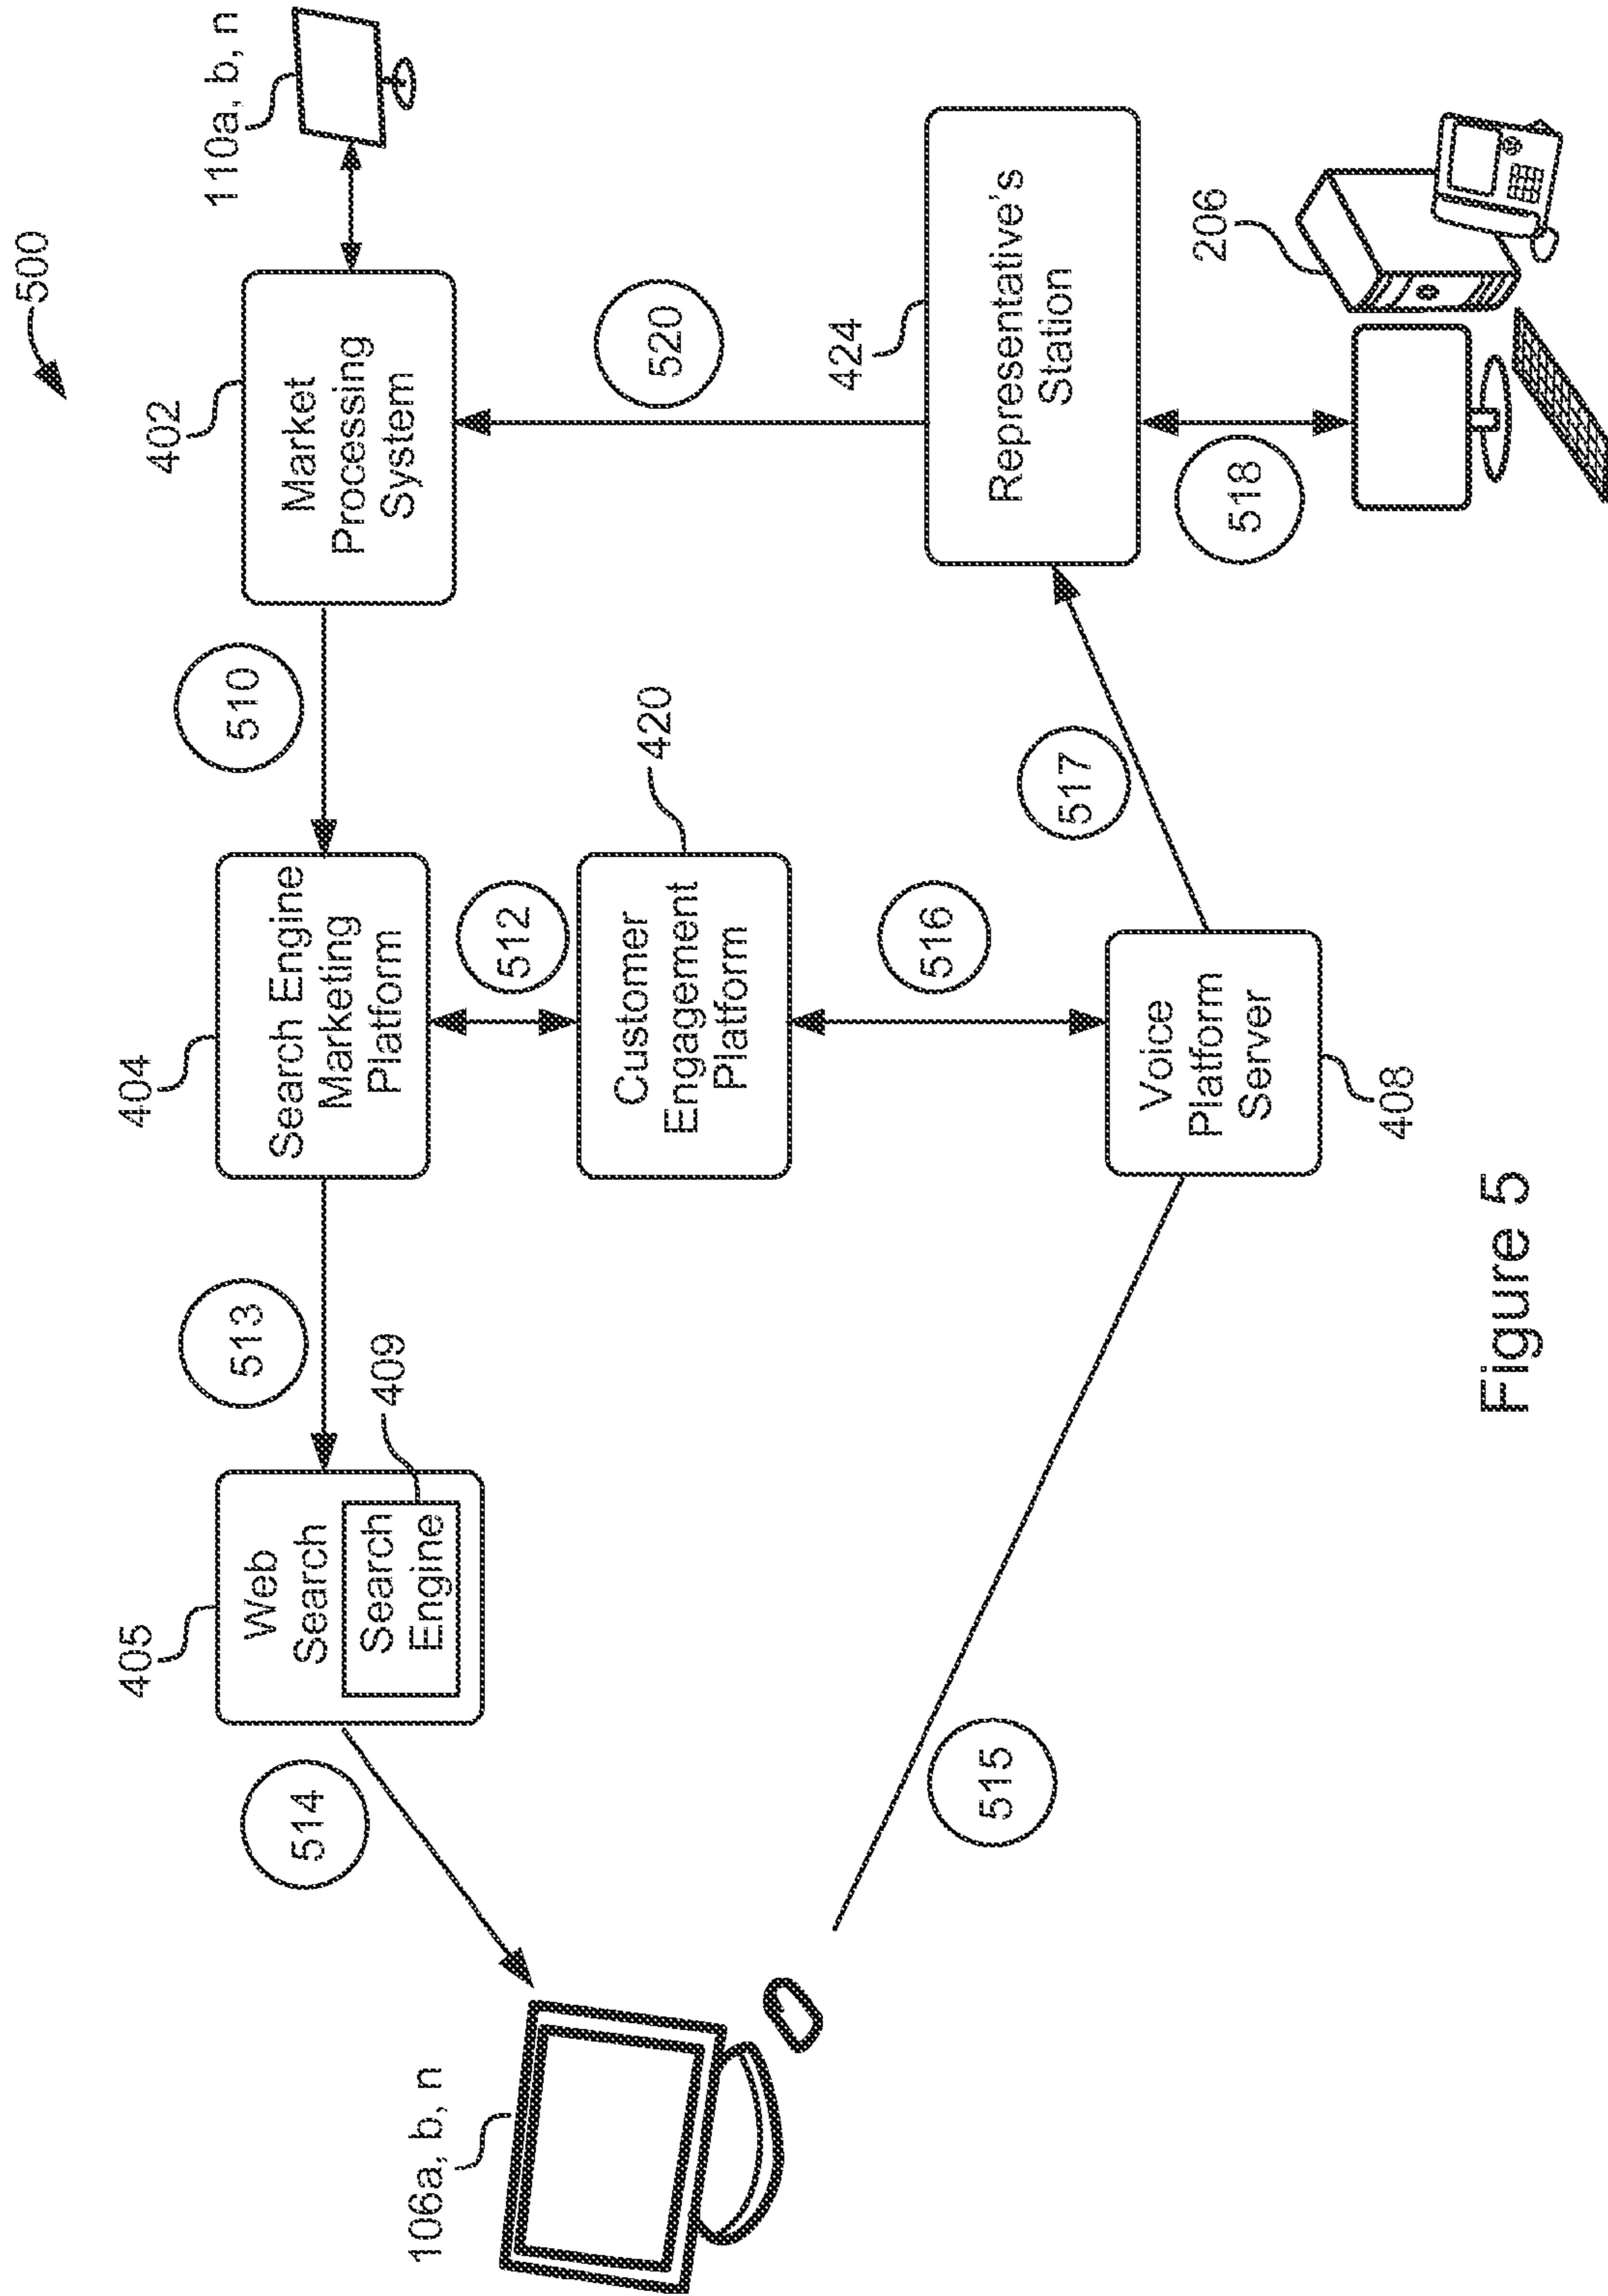 500
110a, b, n
402
Market
Processing
System
510
404
Search Engine
Marketing
Platform
513
405
Web
Search
Search
Engine
409
514
106a, b, n
512
420
Customer
Engagement
Platform
520
516
424
Representative's
Station
517
515
Voice
Platform
Server
408
518
206
Figure 5